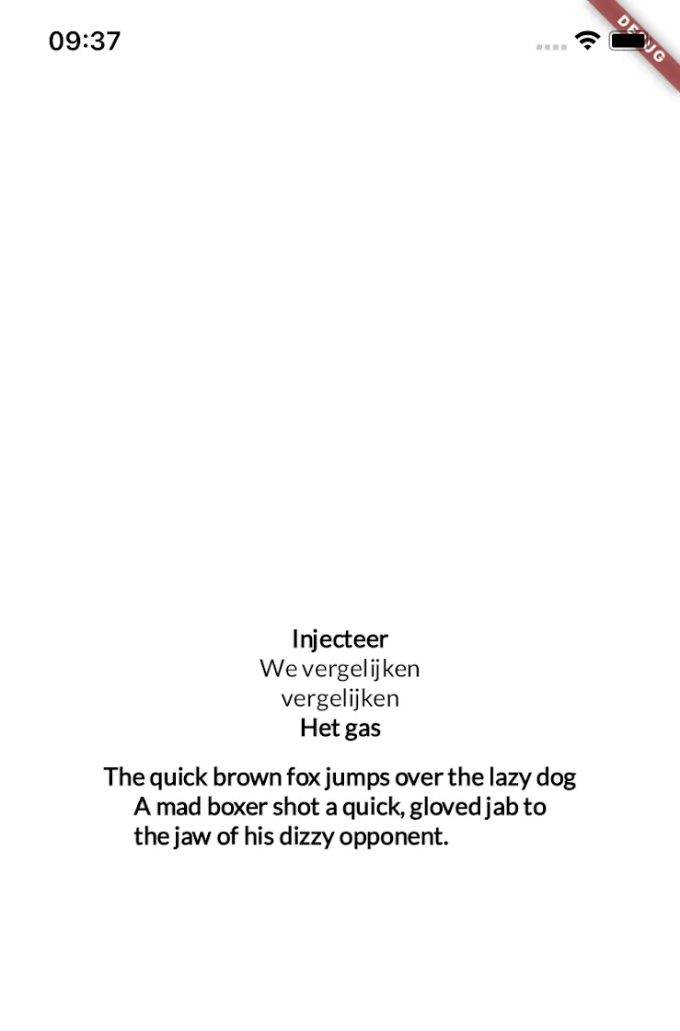 09:37
DEBUG
Injecteer
We vergelijken
vergelijken
Het gas
The quick brown fox jumps over the lazy dog
A mad boxer shot a quick, gloved jab to
the jaw of his dizzy opponent.